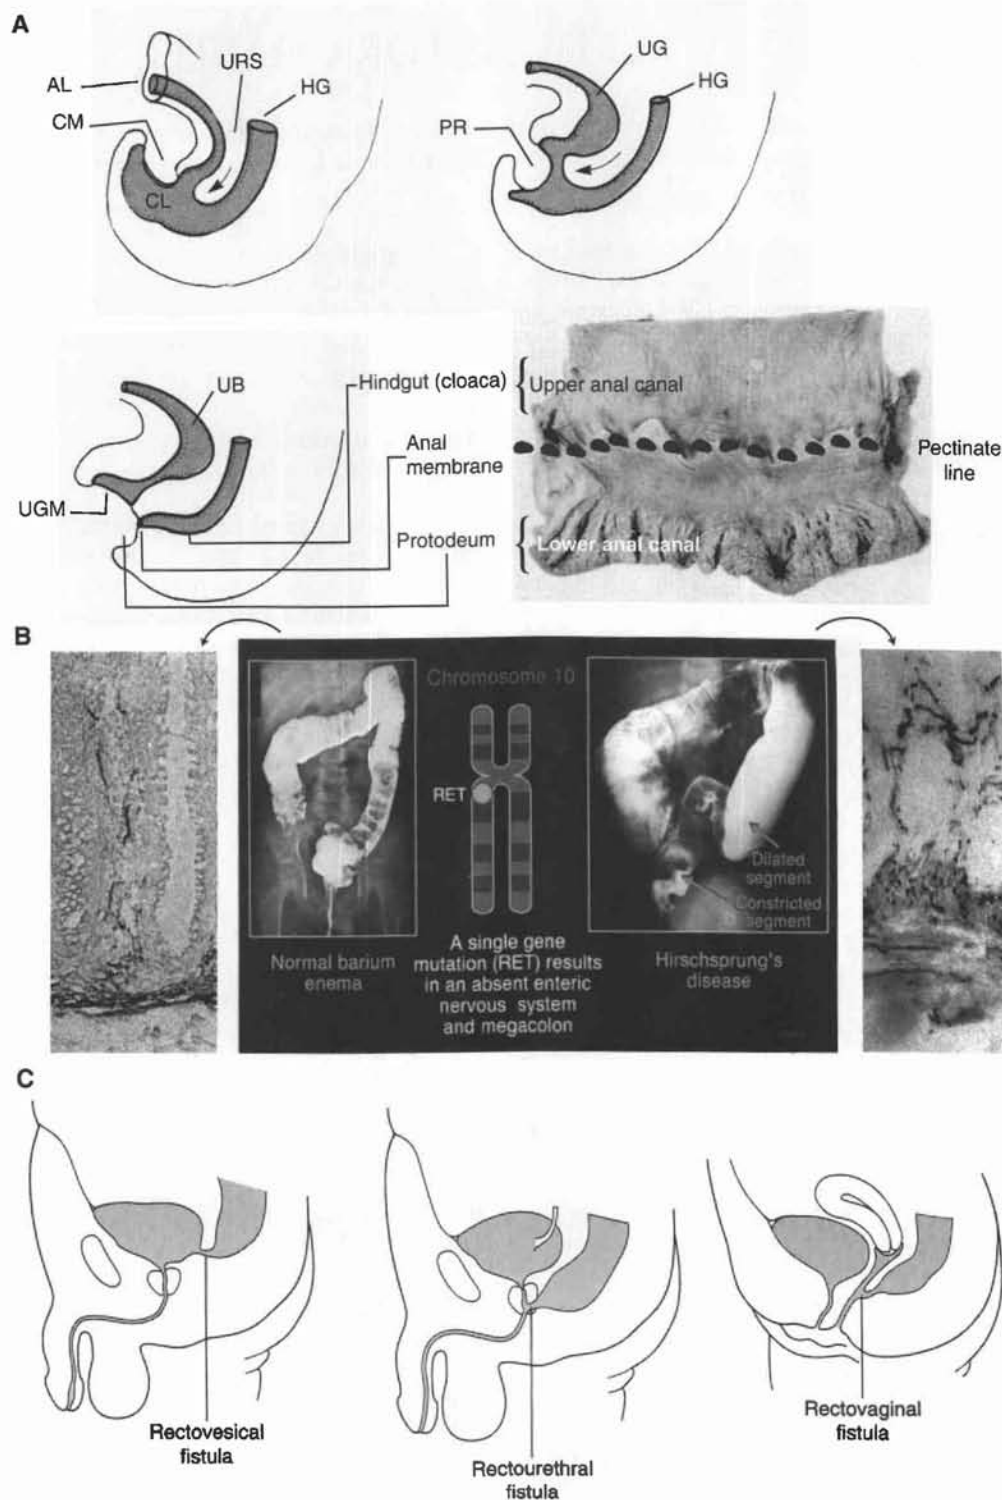 A
AL
URS
HG
CM
CL
UG
HG
PR
UB
UGM
Hindgut (cloaca)
Anal
membrane
Protodeum
Upper anal canal
Pectinate
line
Lower anal canal
B
Chromosome 10
RET
Normal barium
enema
A single gene
mutation (RET) results
in an absent enteric
nervous system
and megacolon
Dilated
segment
Constricted
segment
Hirschsprung's
disease
C
Rectovesical
fistula
Rectourethral
fistula
Rectovaginal
fistula